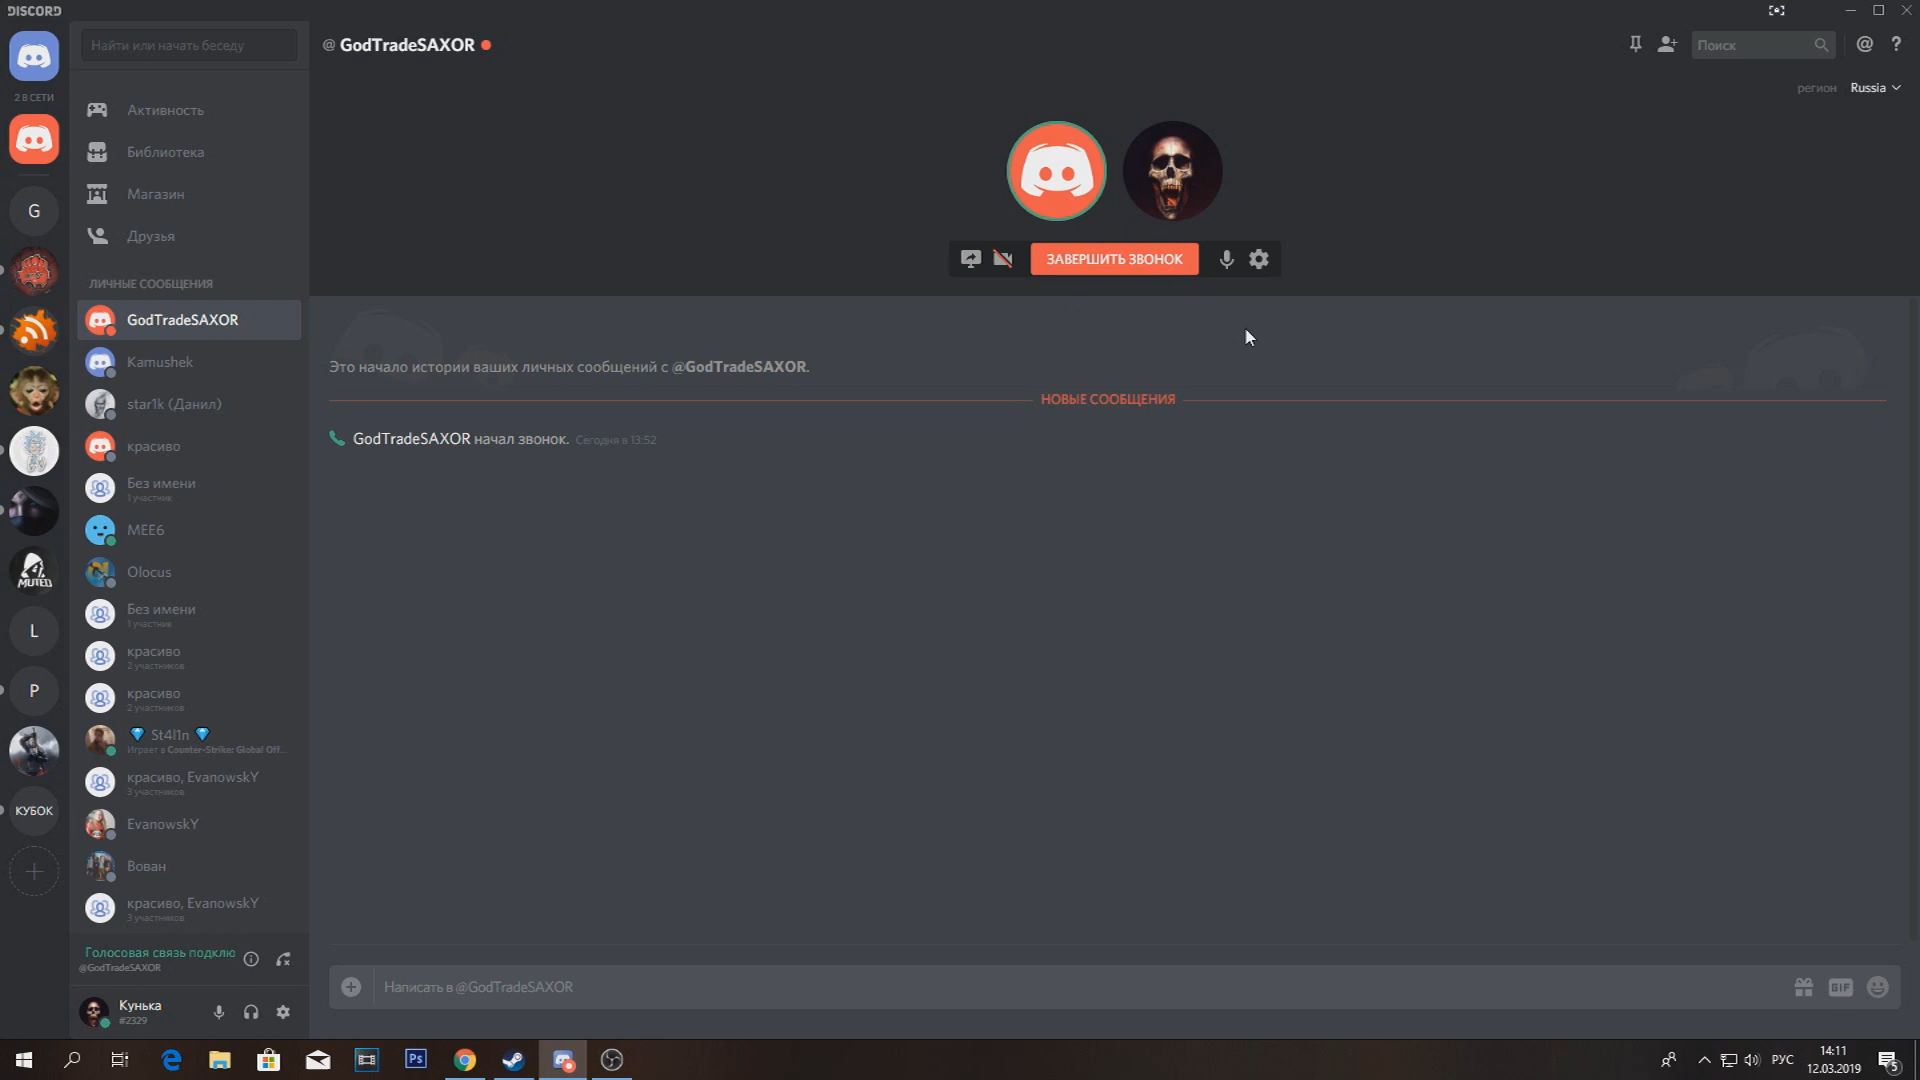 DISCORD
2 В СЕТИ
G
MUTED
L
P
КУБОК
Найти или начать беседу
Активность
Библиотека
Магазин
Друзья
ЛИЧНЫЕ СООБЩЕНИЯ
GodTradeSAXOR
Kamushek
star1k (Данил)
красиво
Без имени
1 участник
MEE6
Olocus
Без имени
1 участник
красиво
2 участников
красиво
2 участников
St4l1n
Играет в Counter-Strike: Global Off...
красиво, EvanowskY
3 участников
EvanowskY
Вован
красиво, EvanowskY
3 участников
Голосовая связь подклю
@GodTradeSAXOR
Кунька
#2329
@ GodTradeSAXOR
Поиск
@ ?
регион Russia
ЗАВЕРШИТЬ ЗВОНОК
Это начало истории ваших личных сообщений с @GodTradeSAXOR.
НОВЫЕ СООБЩЕНИЯ
GodTradeSAXOR начал звонок. Сегодня в 13:52
Написать в @GodTradeSAXOR
GIF
Ps
РУС
14:11
12.03.2019
5